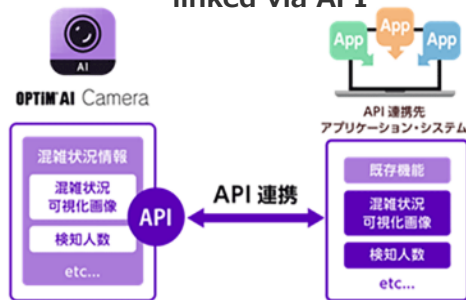 linked via API
AI
OPTiM AI Camera
App
App
App
API 連携先
アプリケーション・システム
混雑状況情報
混雑状況
可視化画像
検知人数
etc...
API
API 連携
既存機能
混雑状況
可視化画像
検知人数
etc...